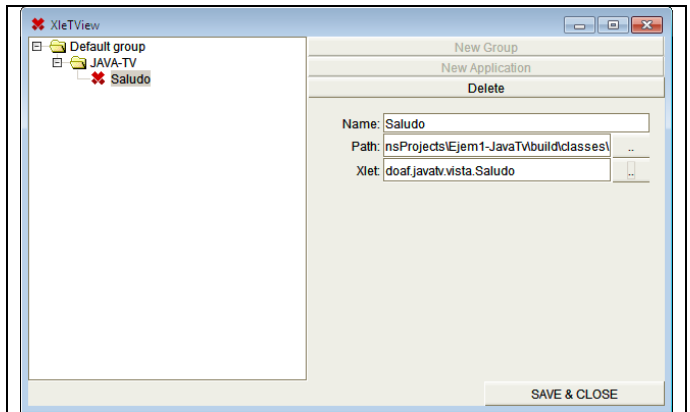 XleTView
Default group
JAVA-TV
Saludo
New Group
New Application
Delete
Name: Saludo
Path: nsProjects\Ejem1-JavaTv\build\classes\ ..
Xlet: doaf.javatv.vista.Saludo ..
SAVE & CLOSE